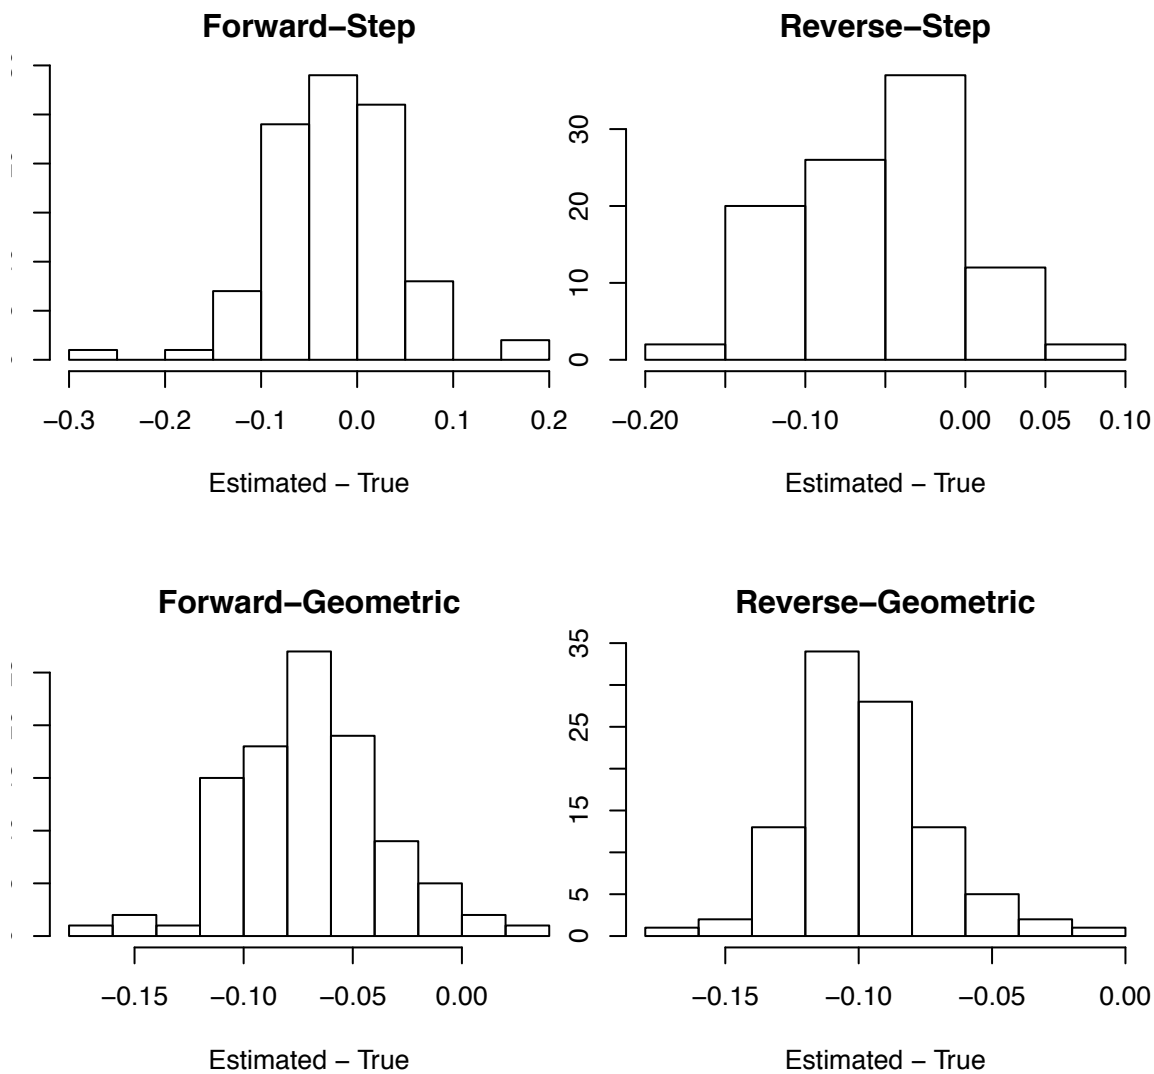 Forward−Step
−0.3 −0.2 −0.1 0.0 0.1 0.2
Estimated − True
Reverse−Step
0 10 20 30
−0.20 −0.10 0.00 0.05 0.10
Estimated − True
Forward−Geometric
−0.15 −0.10 −0.05 0.00
Estimated − True
Reverse−Geometric
0 5 15 25 35
−0.15 −0.10 −0.05 0.00
Estimated − True